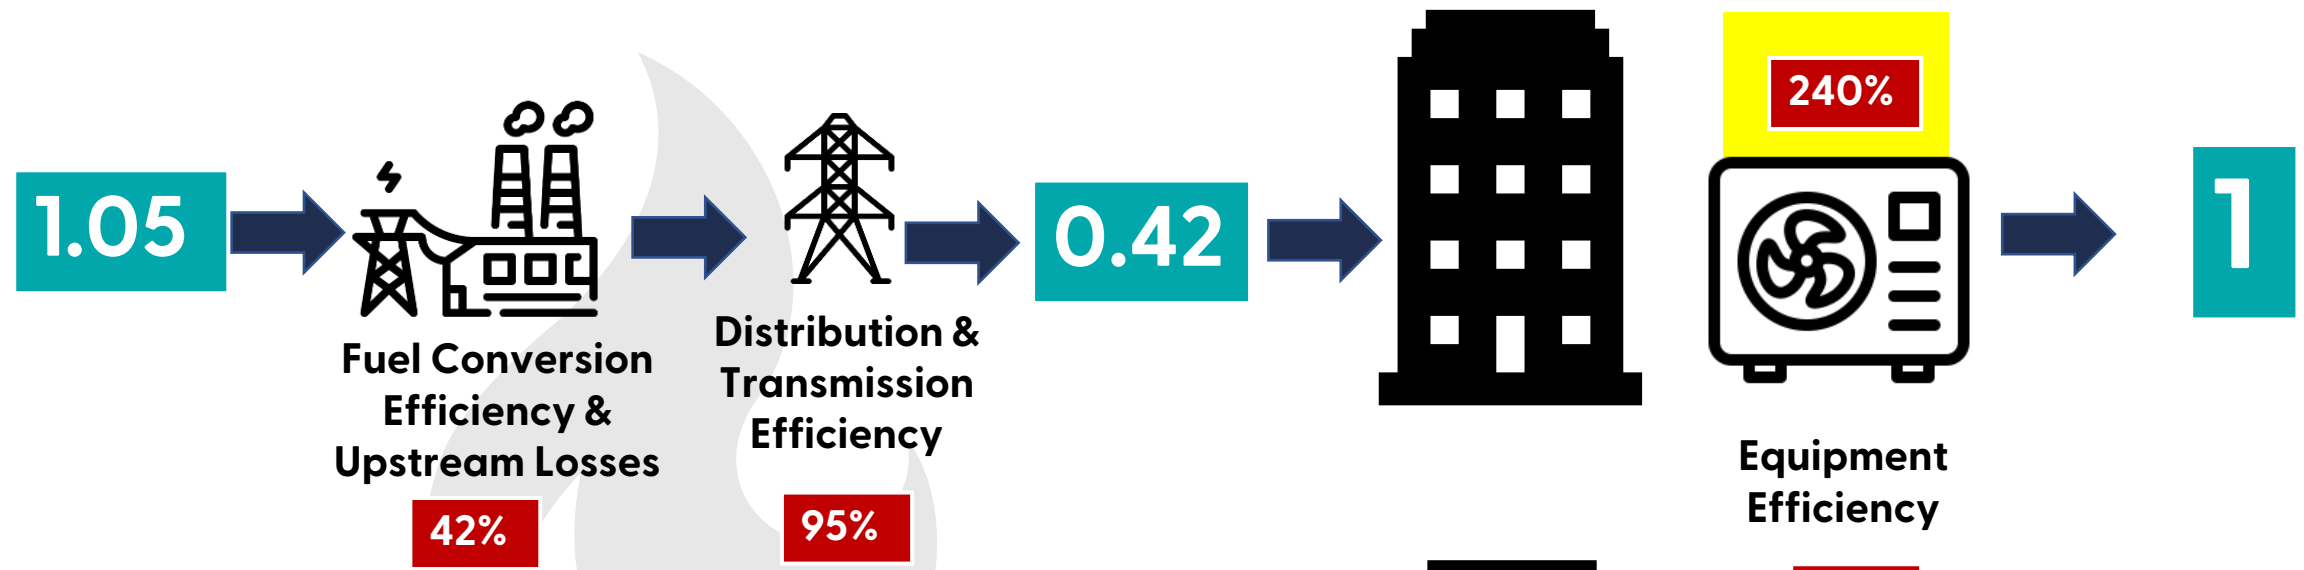 1.05
Fuel Conversion
Efficiency &
Upstream Losses
42%
Distribution &
Transmission
Efficiency
95%
0.42
240%
Equipment
Efficiency
1